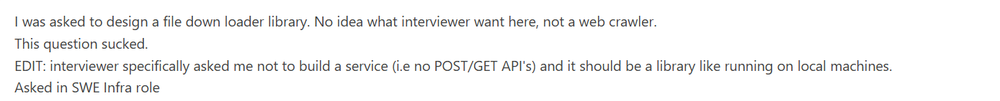 I was asked to design a file down loader library. No idea what interviewer want here, not a web crawler.
This question sucked.
EDIT: interviewer specifically asked me not to build a service (i.e no POST/GET API's) and it should be a library like running on local machines.
Asked in SWE Infra role